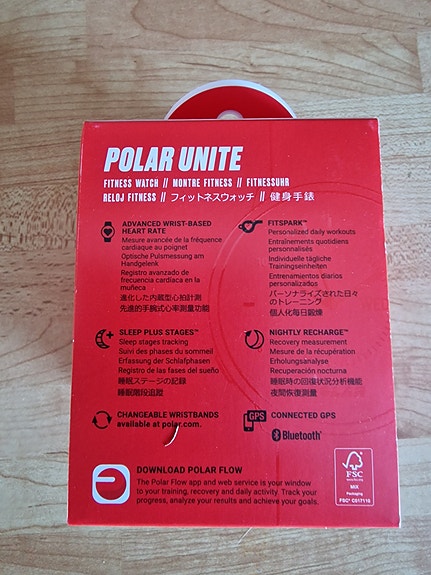 POLAR UNITE
FITNESS WATCH // MONTRE FITNESS // FITNESSUHR
RELOJ FITNESS // フィットネスウォッチ // 健身手錶
ADVANCED WRIST-BASED
HEART RATE
Mesure avancée de la fréquence
cardiaque au poignet
Optische Pulsmessung am
Handgelenk
Registro avanzado de
frecuencia cardíaca en la
muñeca
進化した内蔵型心拍計測
先進的手腕式心率測量功能
FITSPARK™
Personalized daily workouts
Entraînements quotidiens
personnalisés
Individuelle tägliche
Trainingseinheiten
Entrenamientos diarios
personalizados
パーソナライズされた日々
のトレーニング
個人化每日鍛煉
SLEEP PLUS STAGES™
Sleep stages tracking
Suivi des phases du sommeil
Erfassung der Schlafphasen
Registro de las fases del sueño
睡眠ステージの記録
睡眠階段追蹤
NIGHTLY RECHARGE™
Recovery measurement
Mesure de la récupération
Erholungsanalyse
Recuperación nocturna
睡眠時の回復状況分析機能
夜間恢復測量
CHANGEABLE WRISTBANDS
available at polar.com.
GPS
CONNECTED GPS
Bluetooth®
DOWNLOAD POLAR FLOW
The Polar Flow app and web service is your window
to your training, recovery and daily activity. Track your
progress, analyze your results and achieve your goals.
FSC
www.fsc.org
MIX
Packaging
FSC® C017110